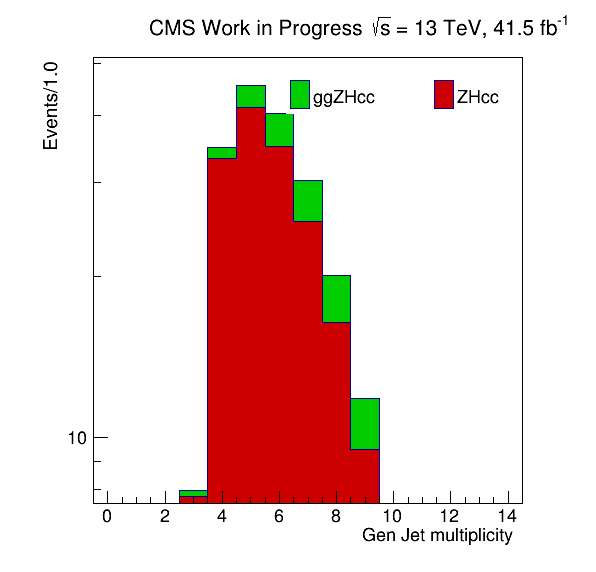 CMS Work in Progress √s = 13 TeV, 41.5 fb⁻¹
Events/1.0
ggZHcc ZHcc
10
0 2 4 6 8 10 12 14
Gen Jet multiplicity